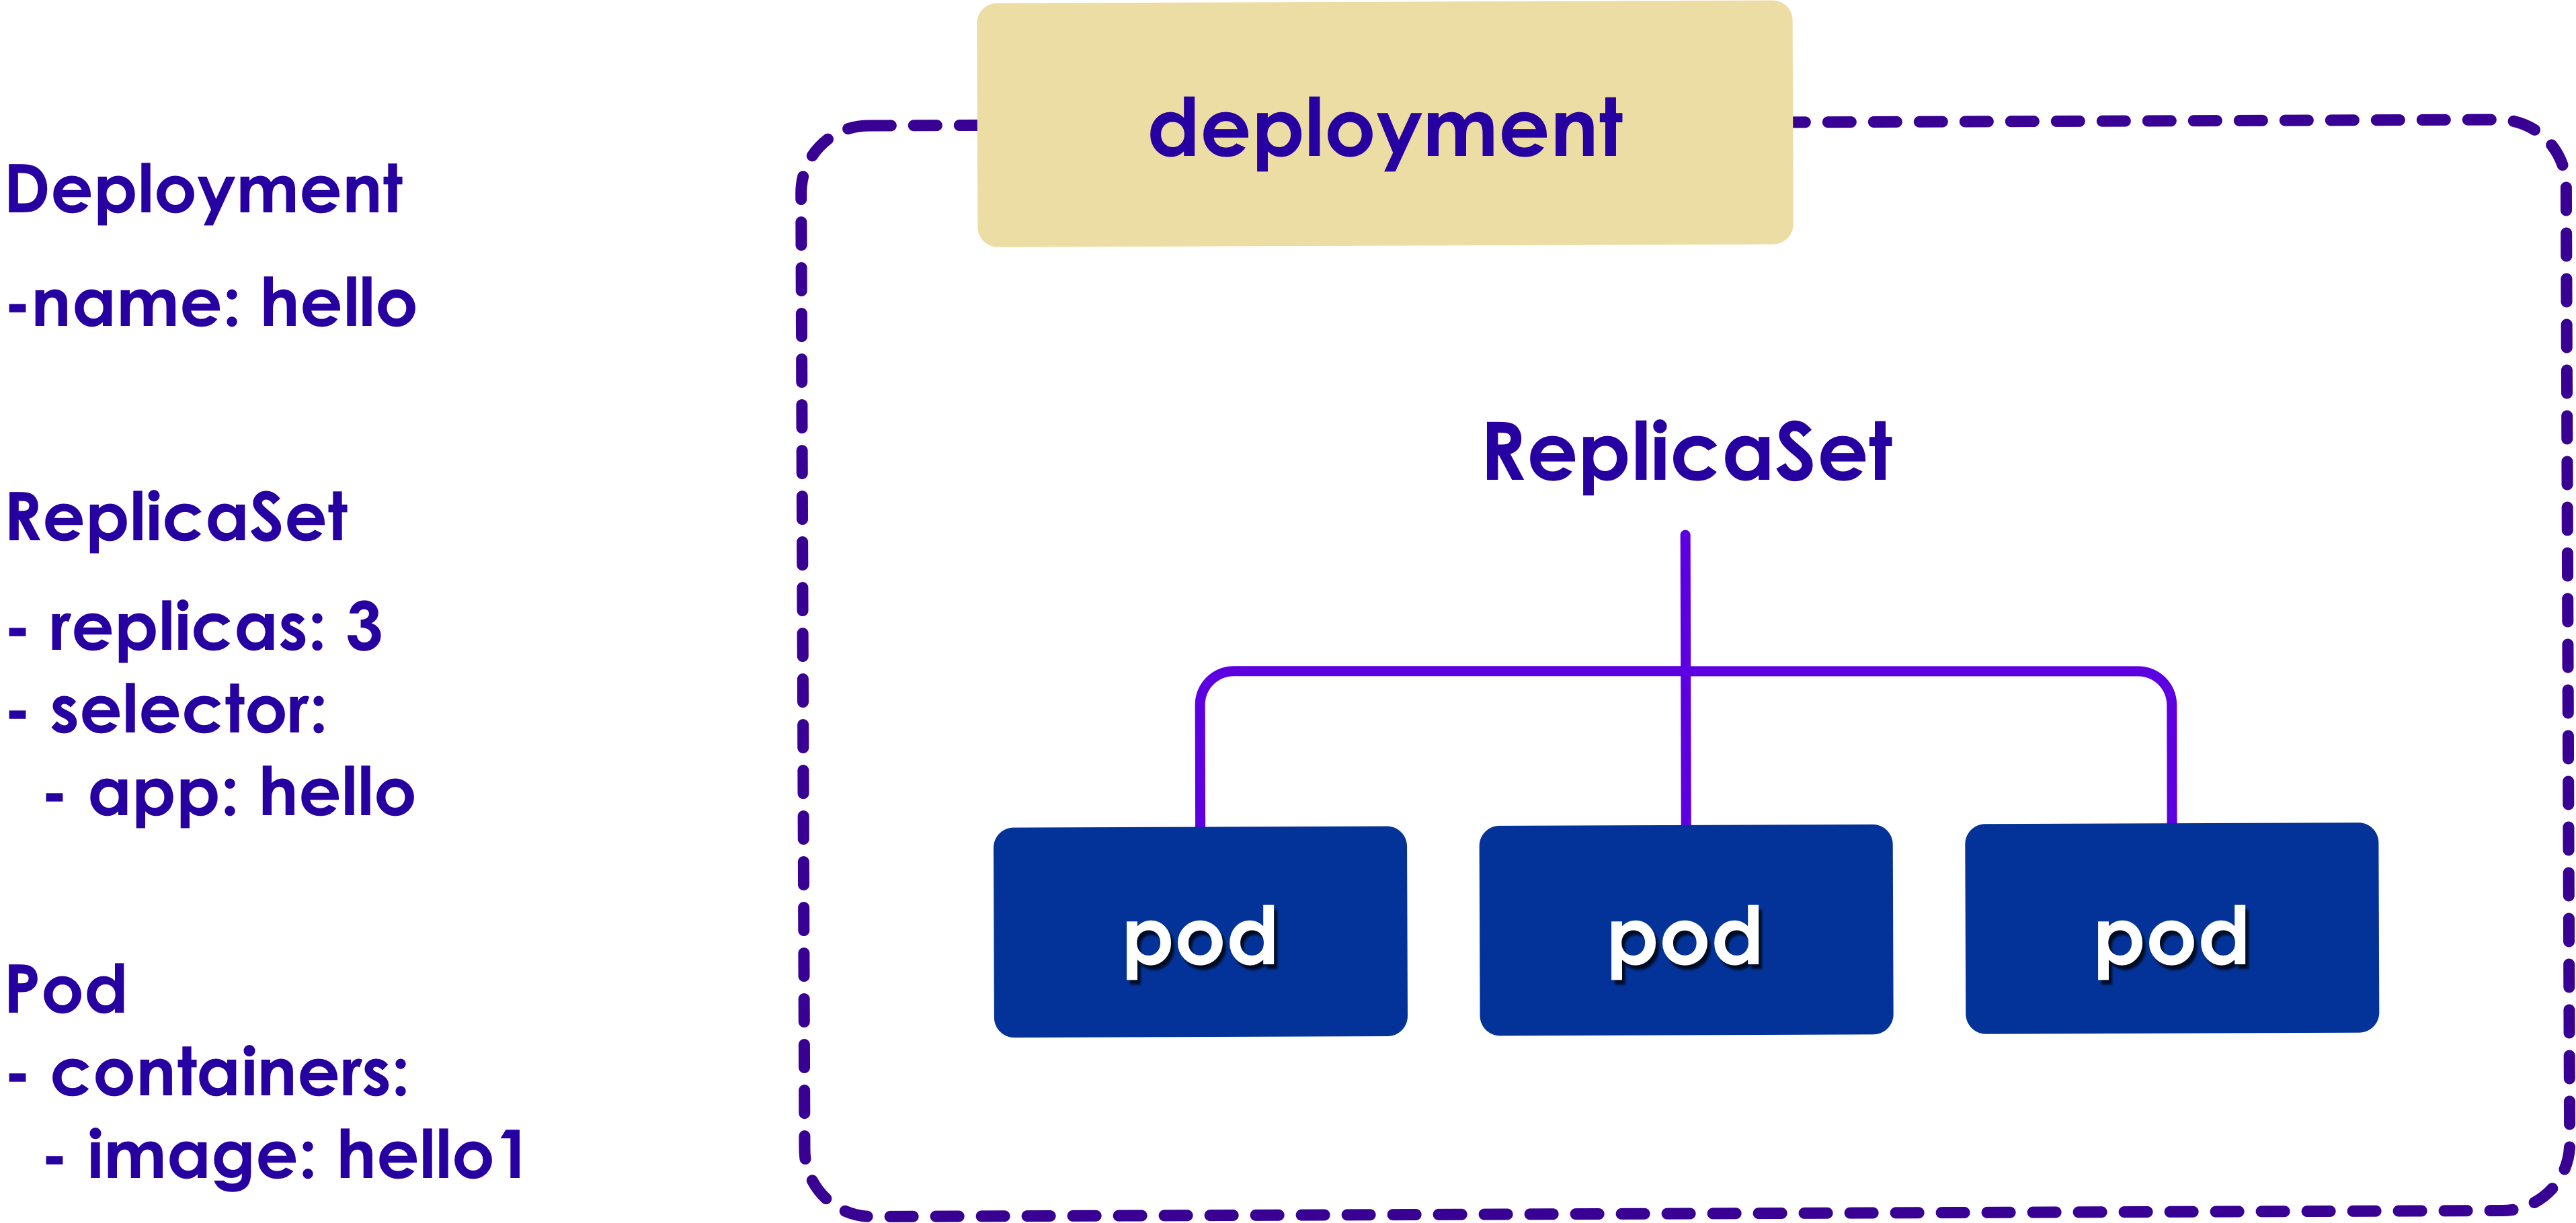 Deployment
-name: hello
ReplicaSet
- replicas: 3
- selector:
- app: hello
Pod
- containers:
- image: hello1
deployment
ReplicaSet
pod pod pod